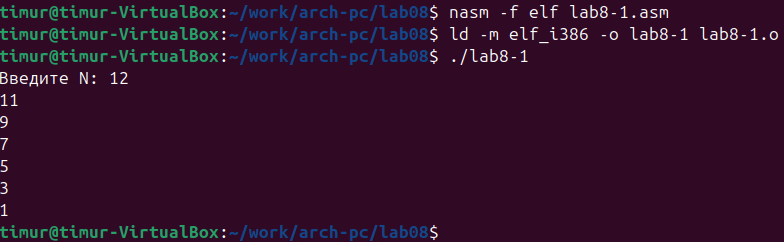 timur@timur-VirtualBox:~/work/arch-pc/lab08$ nasm -f elf lab8-1.asm
timur@timur-VirtualBox:~/work/arch-pc/lab08$ ld -m elf_i386 -o lab8-1 lab8-1.o
timur@timur-VirtualBox:~/work/arch-pc/lab08$ ./lab8-1
Введите N: 12
11
9
7
5
3
1
timur@timur-VirtualBox:~/work/arch-pc/lab08$